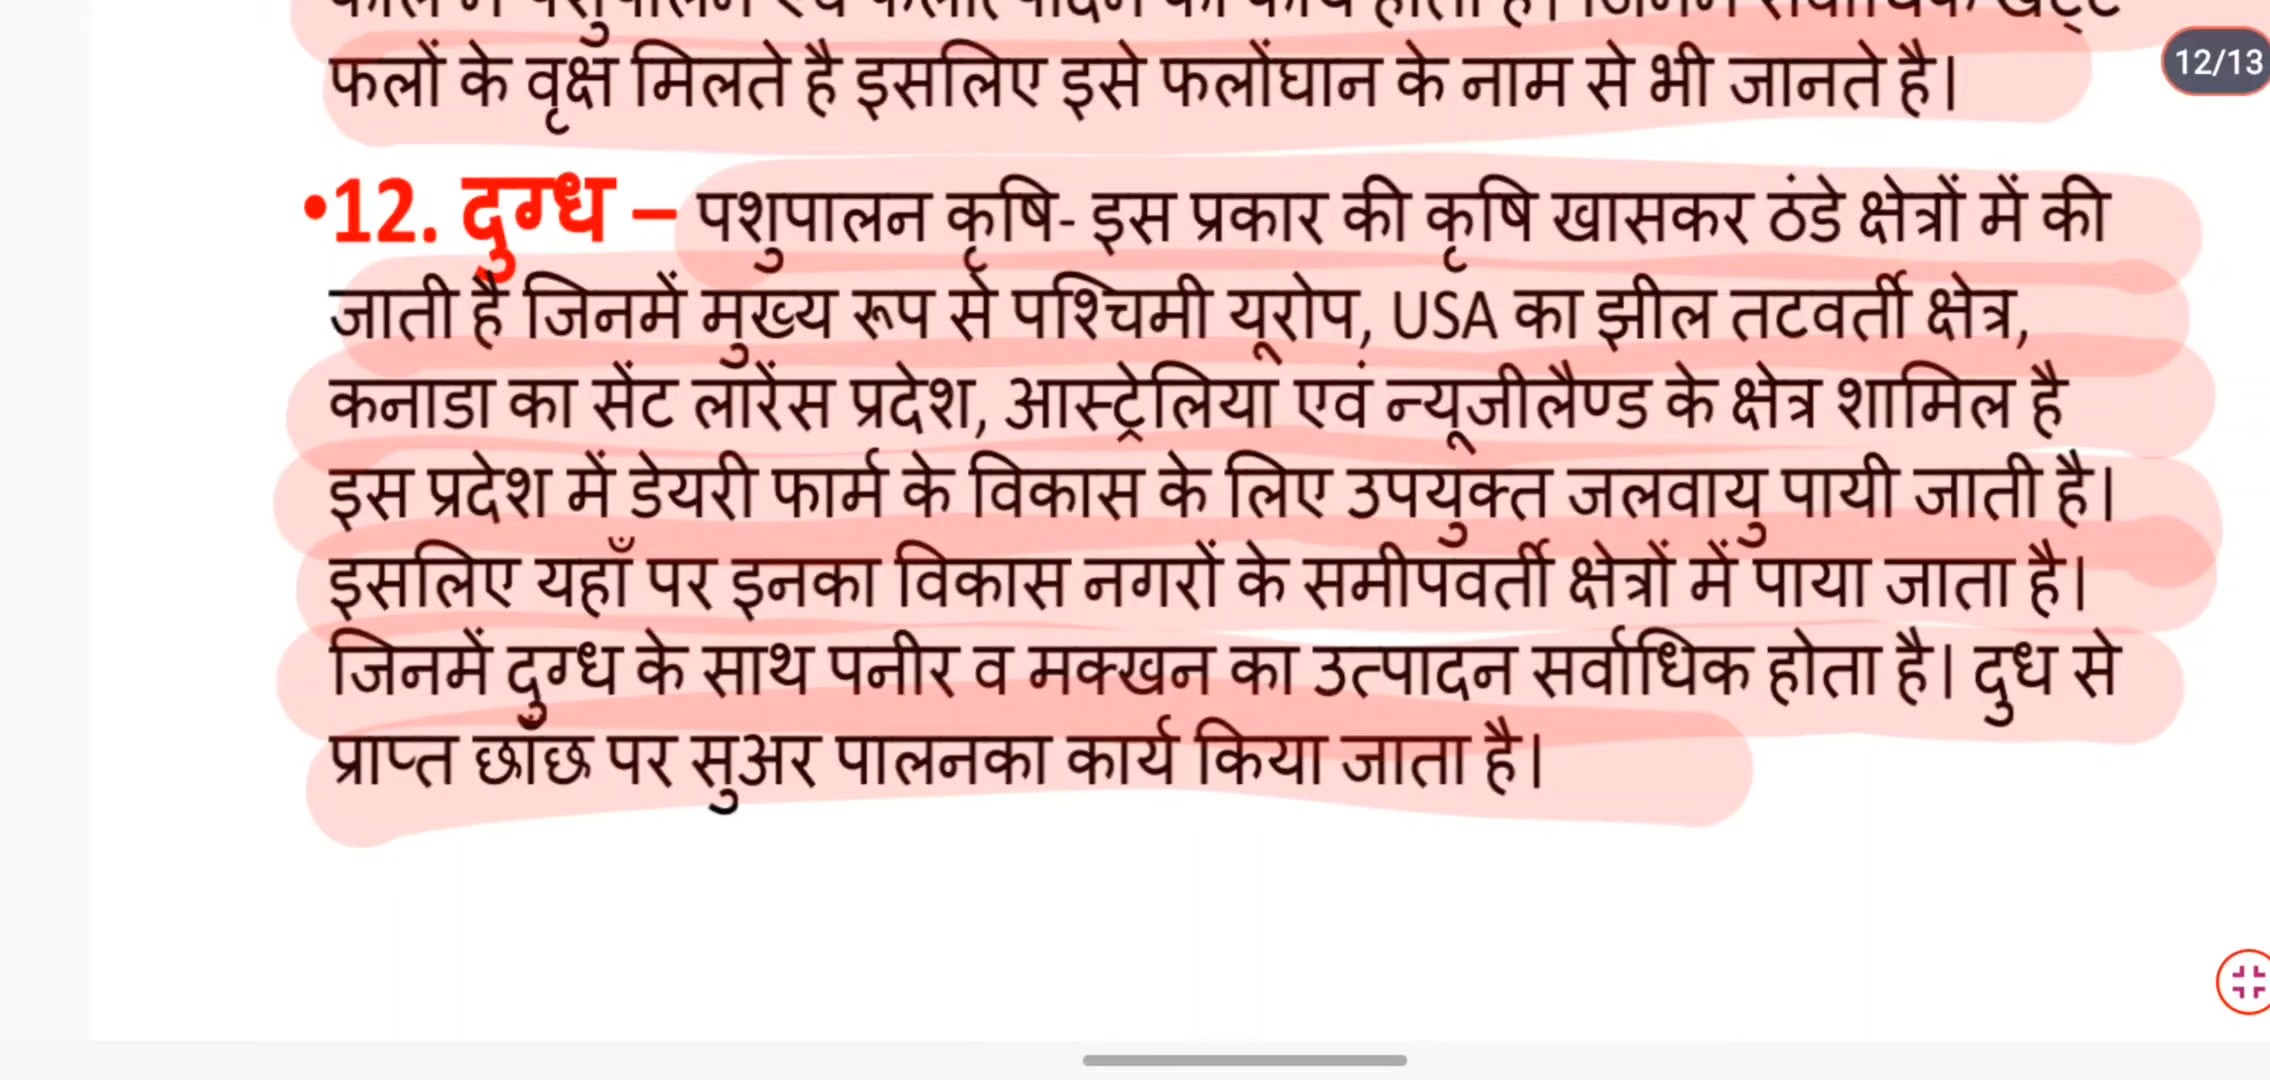 फलों के वृक्ष मिलते है इसलिए इसे फलोंघान के नाम से भी जानते है।
12/13
•12. दुग्ध – पशुपालन कृषि- इस प्रकार की कृषि खासकर ठंडे क्षेत्रों में की
जाती है जिनमें मुख्य रूप से पश्चिमी यूरोप, USA का झील तटवर्ती क्षेत्र,
कनाडा का सेंट लारेंस प्रदेश, आस्ट्रेलिया एवं न्यूजीलैण्ड के क्षेत्र शामिल है
इस प्रदेश में डेयरी फार्म के विकास के लिए उपयुक्त जलवायु पायी जाती है।
इसलिए यहाँ पर इनका विकास नगरों के समीपवर्ती क्षेत्रों में पाया जाता है।
जिनमें दुग्ध के साथ पनीर व मक्खन का उत्पादन सर्वाधिक होता है। दुध से
प्राप्त छाँछ पर सुअर पालनका कार्य किया जाता है।